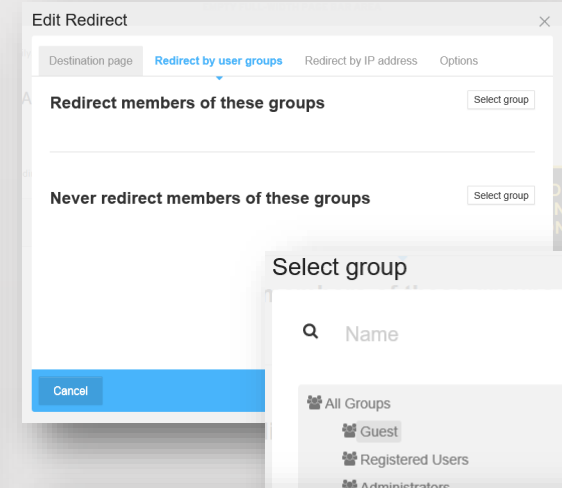 Edit Redirect
Destination page
Redirect by user groups
Redirect by IP address
Options
Redirect members of these groups
Select group
Never redirect members of these groups
Select group
Cancel
Select group
Name
All Groups
Guest
Registered Users
Administrators